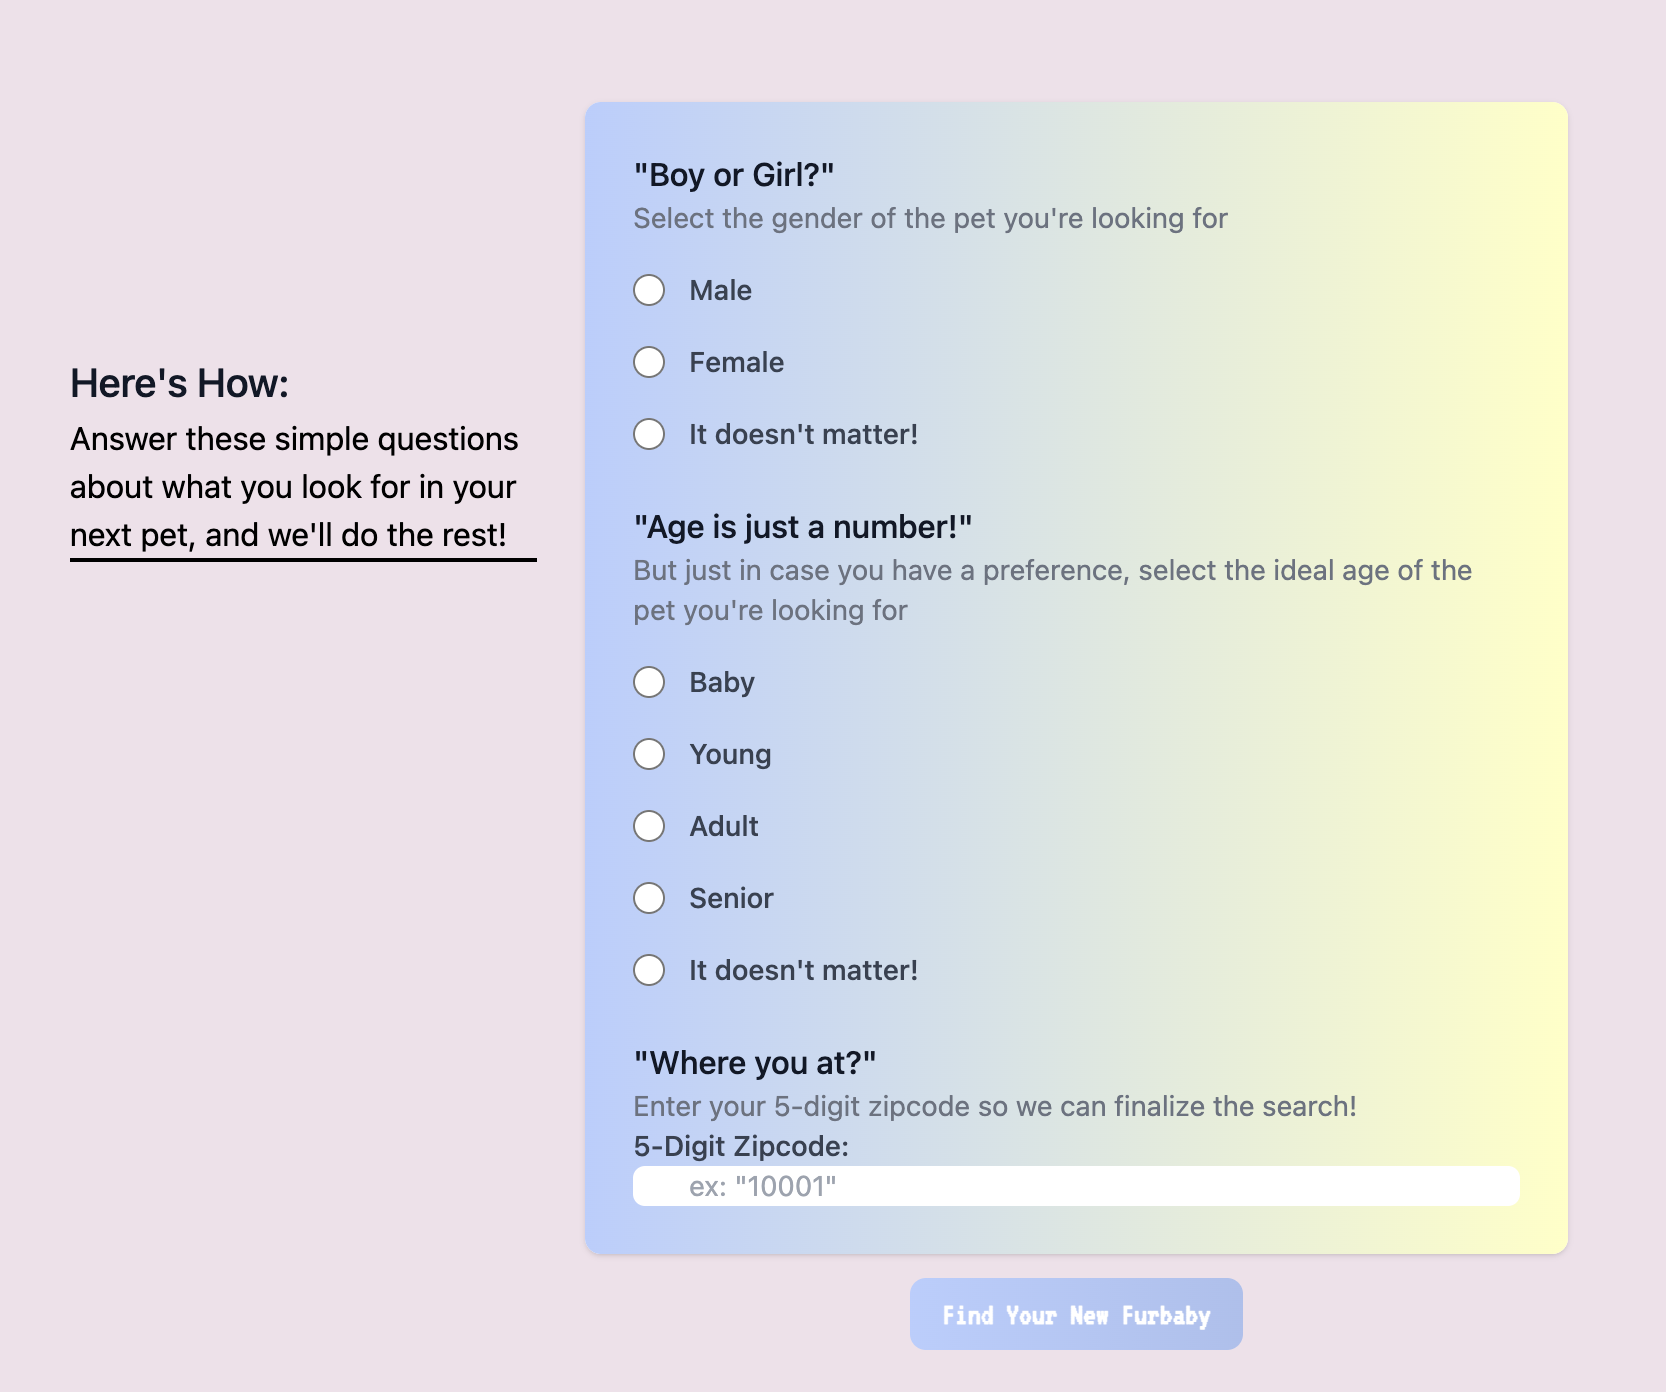 Here's How:
Answer these simple questions
about what you look for in your
next pet, and we'll do the rest!
"Boy or Girl?"
Select the gender of the pet you're looking for
Male
Female
It doesn't matter!
"Age is just a number!"
But just in case you have a preference, select the ideal age of the
pet you're looking for
Baby
Young
Adult
Senior
It doesn't matter!
"Where you at?"
Enter your 5-digit zipcode so we can finalize the search!
5-Digit Zipcode:
ex: "10001"
Find Your New Furbaby